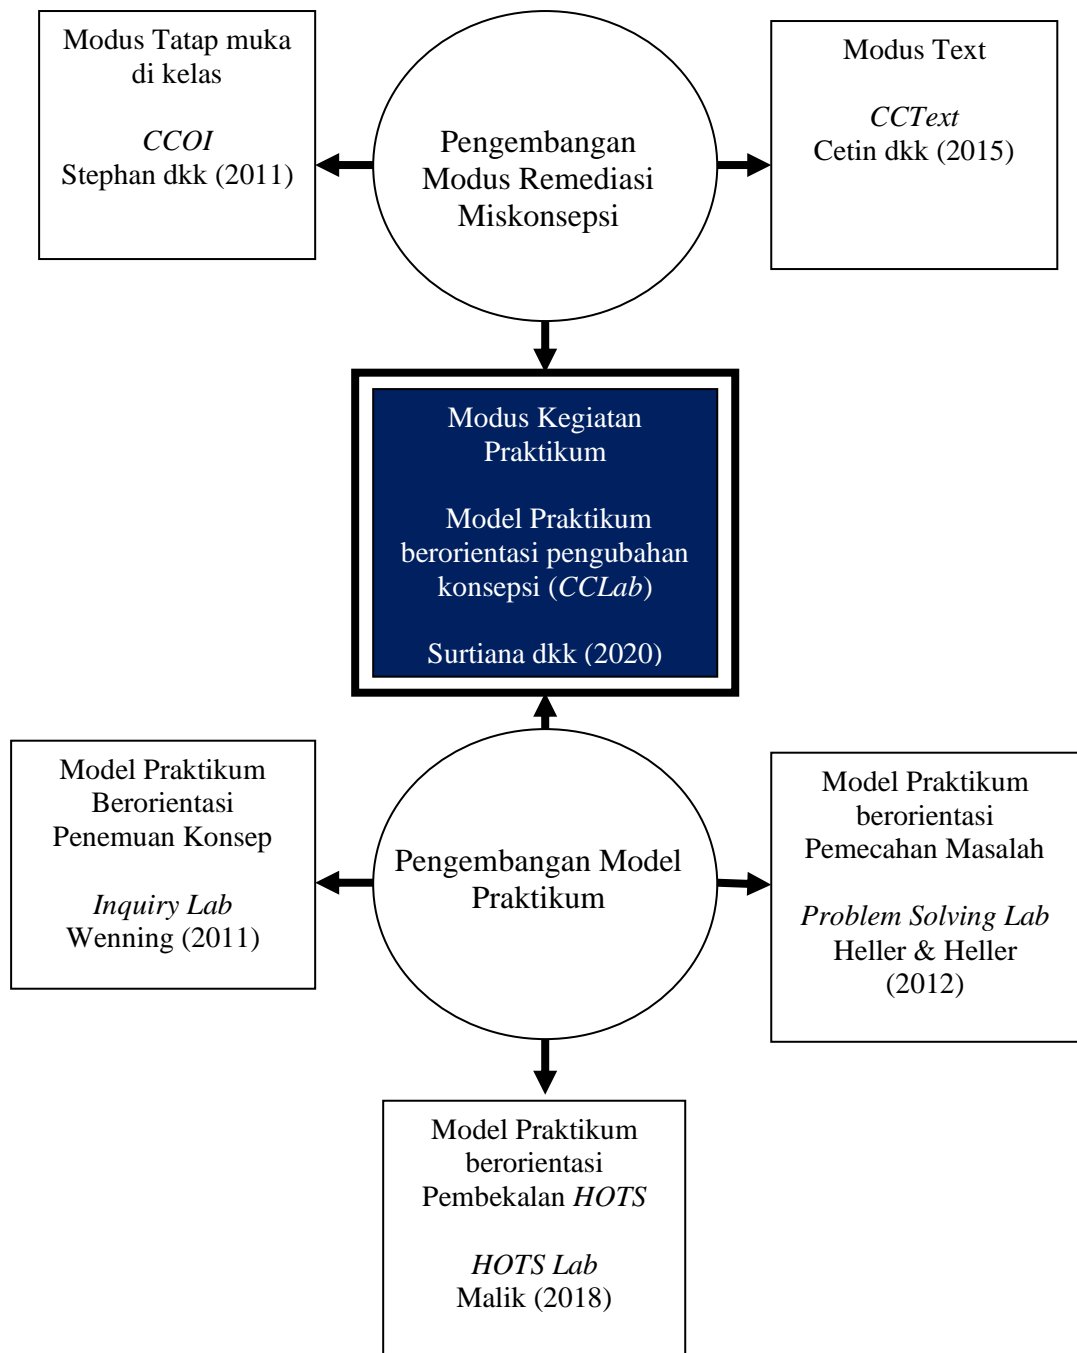 Modus Tatap muka
di kelas
CCOI
Stephan dkk (2011)
Pengembangan
Modus Remediasi
Miskonsepsi
Modus Text
CCText
Cetin dkk (2015)
Modus Kegiatan
Praktikum
Model Praktikum
berorientasi pengubahan
konsepsi (CCLab)
Surtiana dkk (2020)
Model Praktikum
Berorientasi
Penemuan Konsep
Inquiry Lab
Wenning (2011)
Pengembangan Model
Praktikum
Model Praktikum
berorientasi
Pemecahan Masalah
Problem Solving Lab
Heller & Heller
(2012)
Model Praktikum
berorientasi
Pembekalan HOTS
HOTS Lab
Malik (2018)